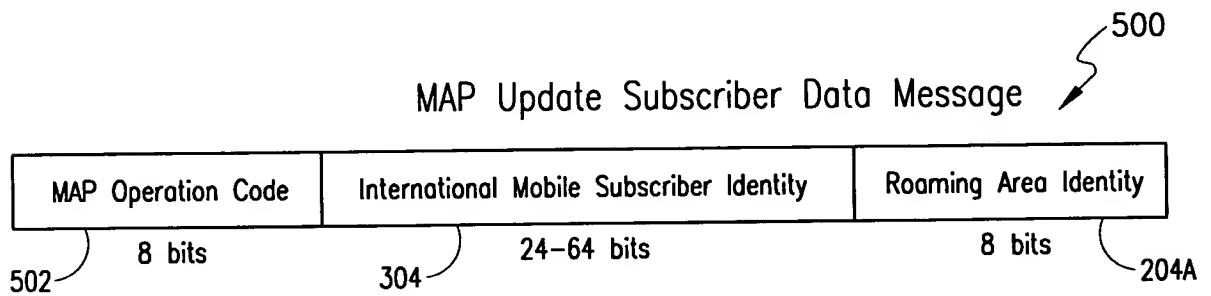 500
MAP Update Subscriber Data Message
MAP Operation Code International Mobile Subscriber Identity Roaming Area Identity
8 bits 24-64 bits 8 bits
502 304 204A